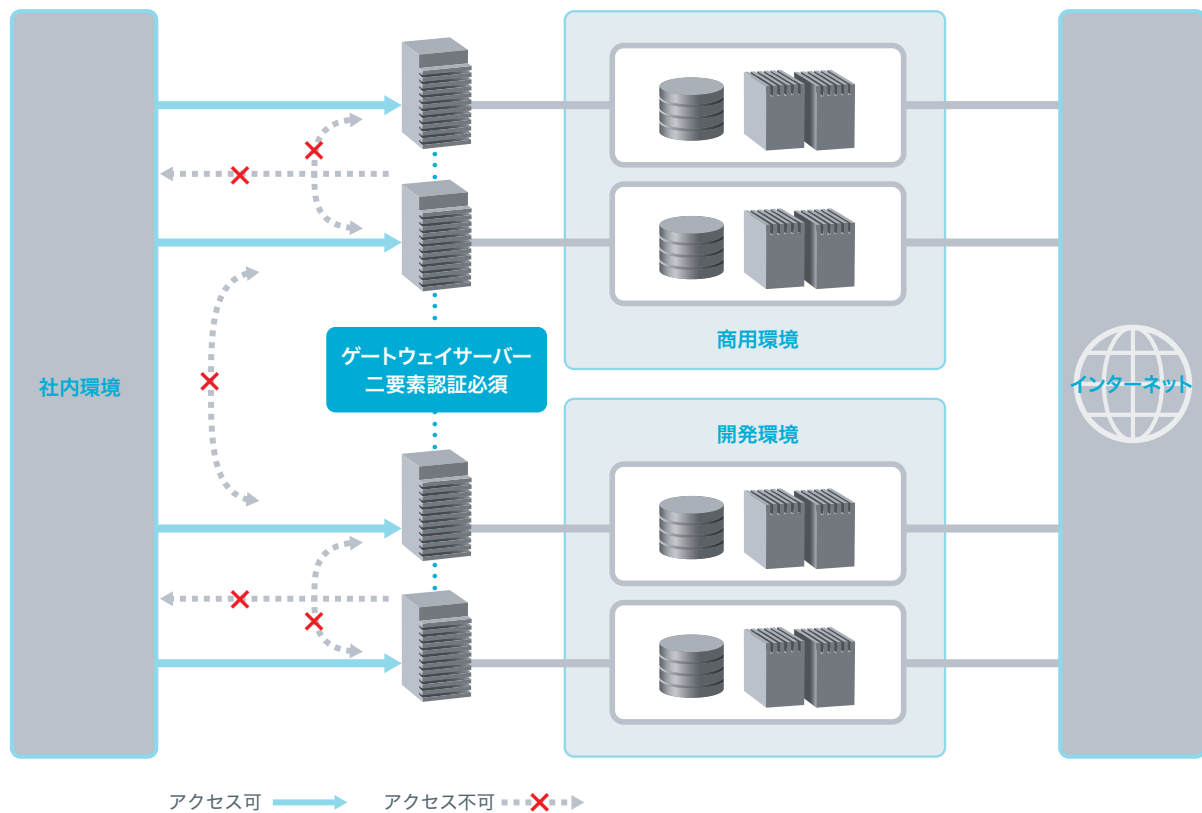 社内環境
ゲートウェイサーバー
二要素認証必須
商用環境
開発環境
インターネット
アクセス可
アクセス不可